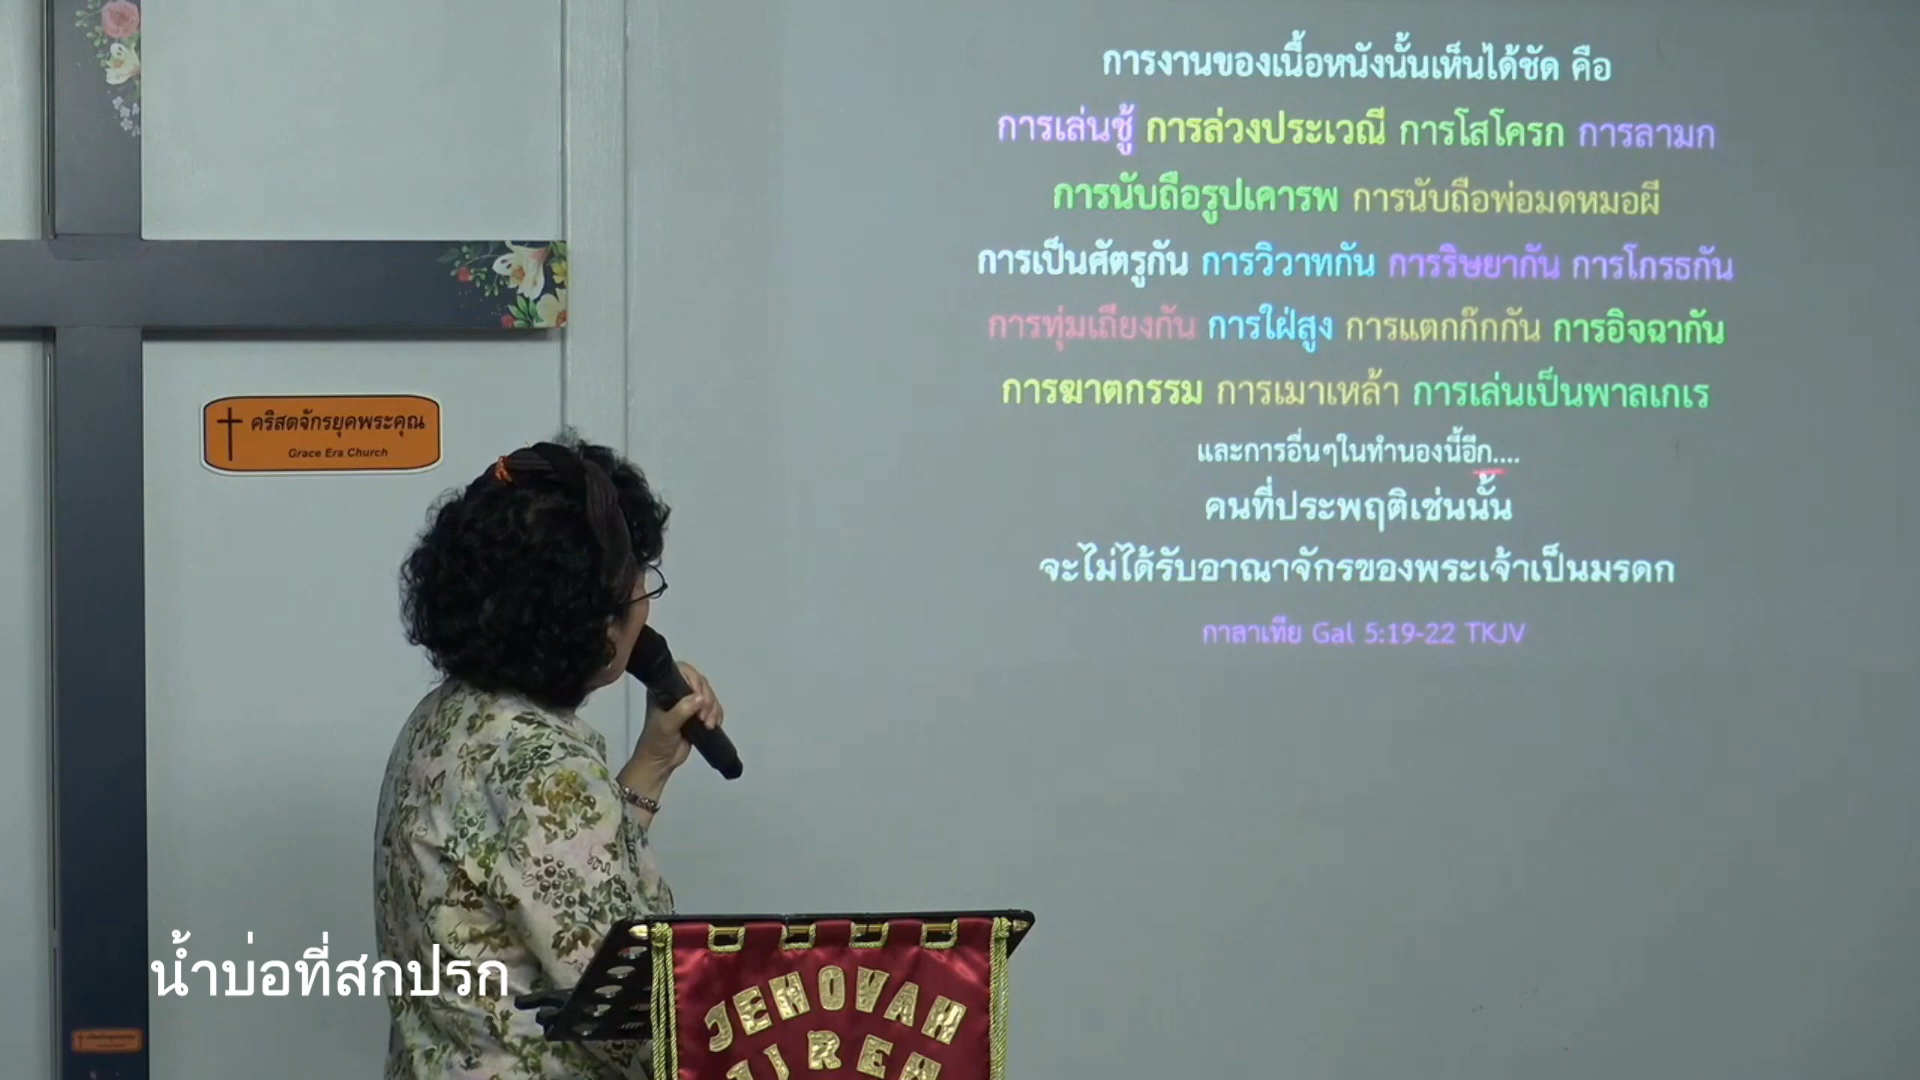 การงานของเนื้อหนังนั้นเห็นได้ชัด คือ
การเล่นชู้ การล่วงประเวณี การโสโครก การลามก
การนับถือรูปเคารพ การนับถือพ่อมดหมอผี
การเป็นศัตรูกัน การวิวาทกัน การริษยากัน การโกรธกัน
การทุ่มเถียงกัน การใฝ่สูง การแตกก๊กกัน การอิจฉากัน
การฆาตกรรม การเมาเหล้า การเล่นเป็นพาลเกเร
และการอื่นๆในทำนองนี้อีก....
คนที่ประพฤติเช่นนั้น
จะไม่ได้รับอาณาจักรของพระเจ้าเป็นมรดก
กาลาเทีย Gal 5:19-22 TKJV
คริสตจักรยุคพระคุณ
Grace Era Church
น้ำบ่อที่สกปรก
JEHOVAH
JIREH